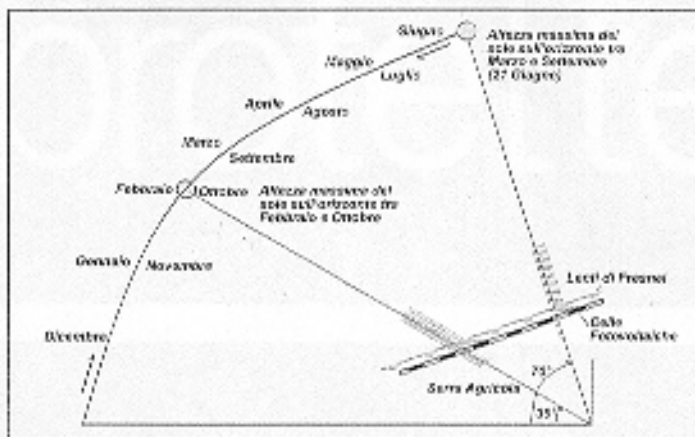 Giugno
Altezza massima del
sole sull'orizzonte tra
Marzo e Settembre
(21 Giugno)
Maggio
Luglio
Aprile
Agosto
Marzo
Settembre
Febbraio
Ottobre
Altezza massima del
sole sull'orizzonte tra
Febbraio e Ottobre
Gennaio
Novembre
Lenti di Fresnel
Dicembre
Celle
Fotovoltaiche
Serra Agricola
75°
35°